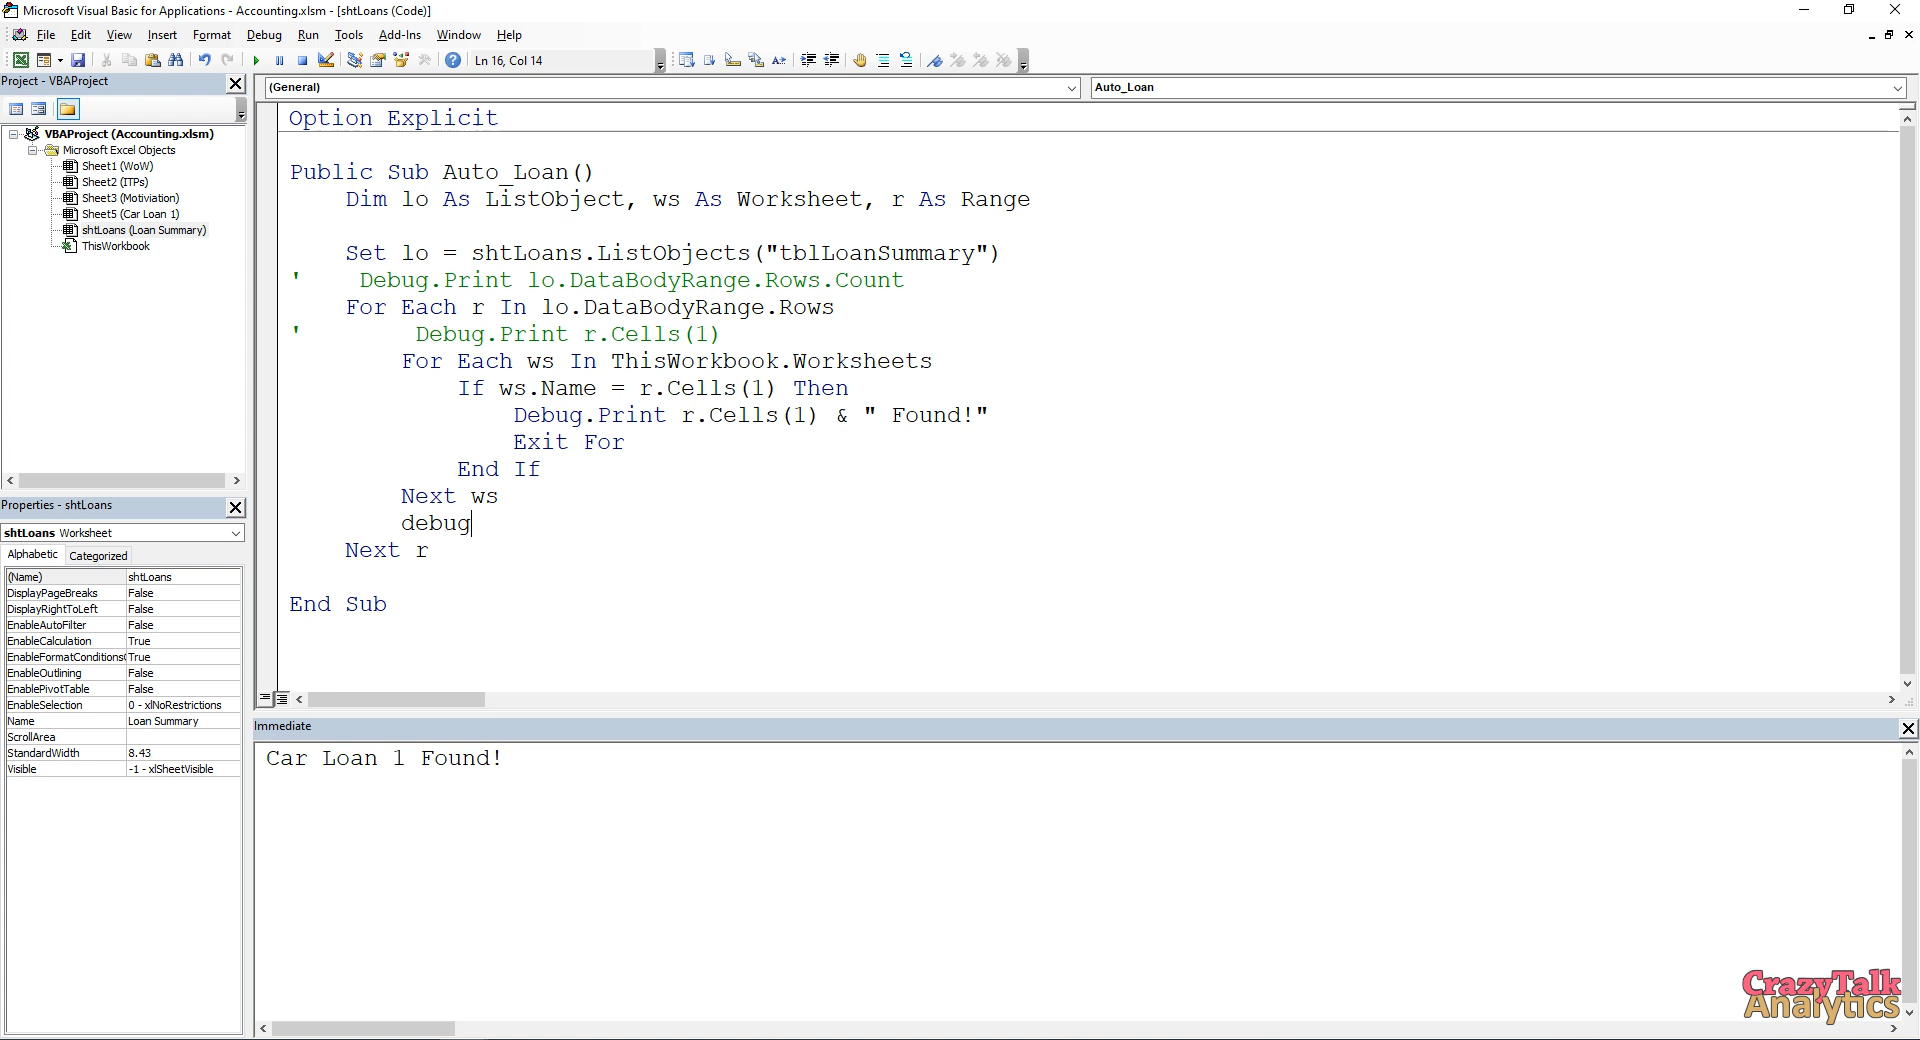 Microsoft Visual Basic for Applications - Accounting.xlsm - [shtLoans (Code)]
File Edit View Insert Format Debug Run Tools Add-Ins Window Help
Ln 16, Col 14
Project - VBAProject
(General)
Auto_Loan
VBAProject (Accounting.xlsm)
Microsoft Excel Objects
Sheet1 (WoW)
Sheet2 (ITPs)
Sheet3 (Motiviation)
Sheet5 (Car Loan 1)
shtLoans (Loan Summary)
ThisWorkbook
Properties - shtLoans
shtLoans Worksheet
Alphabetic Categorized
(Name) shtLoans
DisplayPageBreaks False
DisplayRightToLeft False
EnableAutoFilter False
EnableCalculation True
EnableFormatConditions( True
EnableOutlining False
EnablePivotTable False
EnableSelection 0 - xlNoRestrictions
Name Loan Summary
ScrollArea
StandardWidth 8.43
Visible -1 - xlSheetVisible
Option Explicit
Public Sub Auto_Loan()
Dim lo As ListObject, ws As Worksheet, r As Range
Set lo = shtLoans.ListObjects("tblLoanSummary")
' Debug.Print lo.DataBodyRange.Rows.Count
For Each r In lo.DataBodyRange.Rows
' Debug.Print r.Cells(1)
For Each ws In ThisWorkbook.Worksheets
If ws.Name = r.Cells(1) Then
Debug.Print r.Cells(1) & " Found!"
Exit For
End If
Next ws
debug
Next r
End Sub
Immediate
Car Loan 1 Found!
CrazyTalk
Analytics